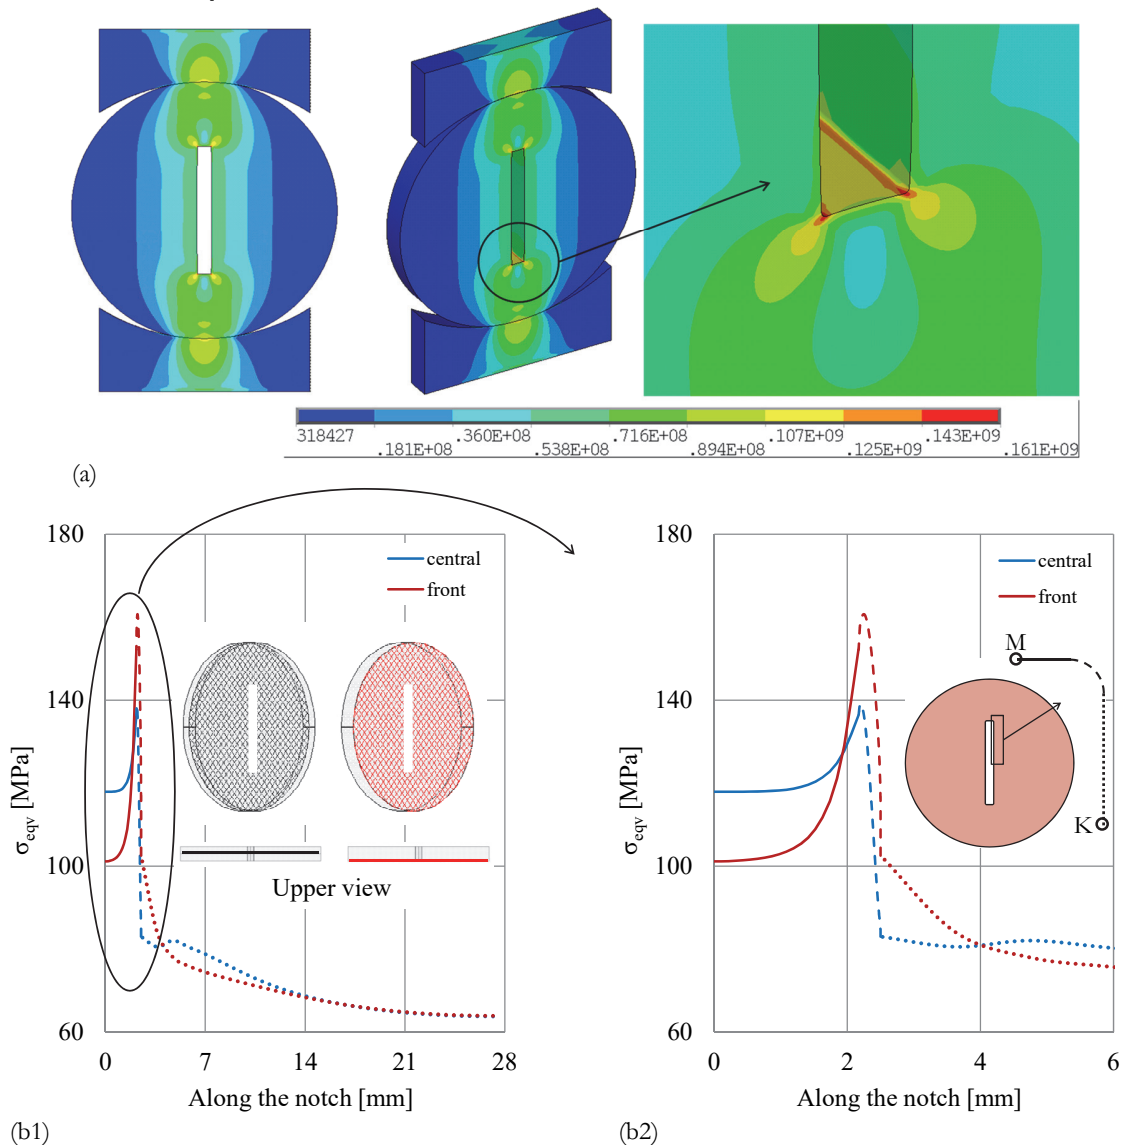 318427 .360E+08 .716E+08 .107E+09 .143E+09
.181E+08 .538E+08 .894E+08 .125E+09 .161E+09
(a)
180
140
100
60
σeqv [MPa]
central
front
Upper view
0 7 14 21 28
Along the notch [mm]
(b1)
180
140
100
60
σeqv [MPa]
central
front
M
K
0 2 4 6
Along the notch [mm]
(b2)